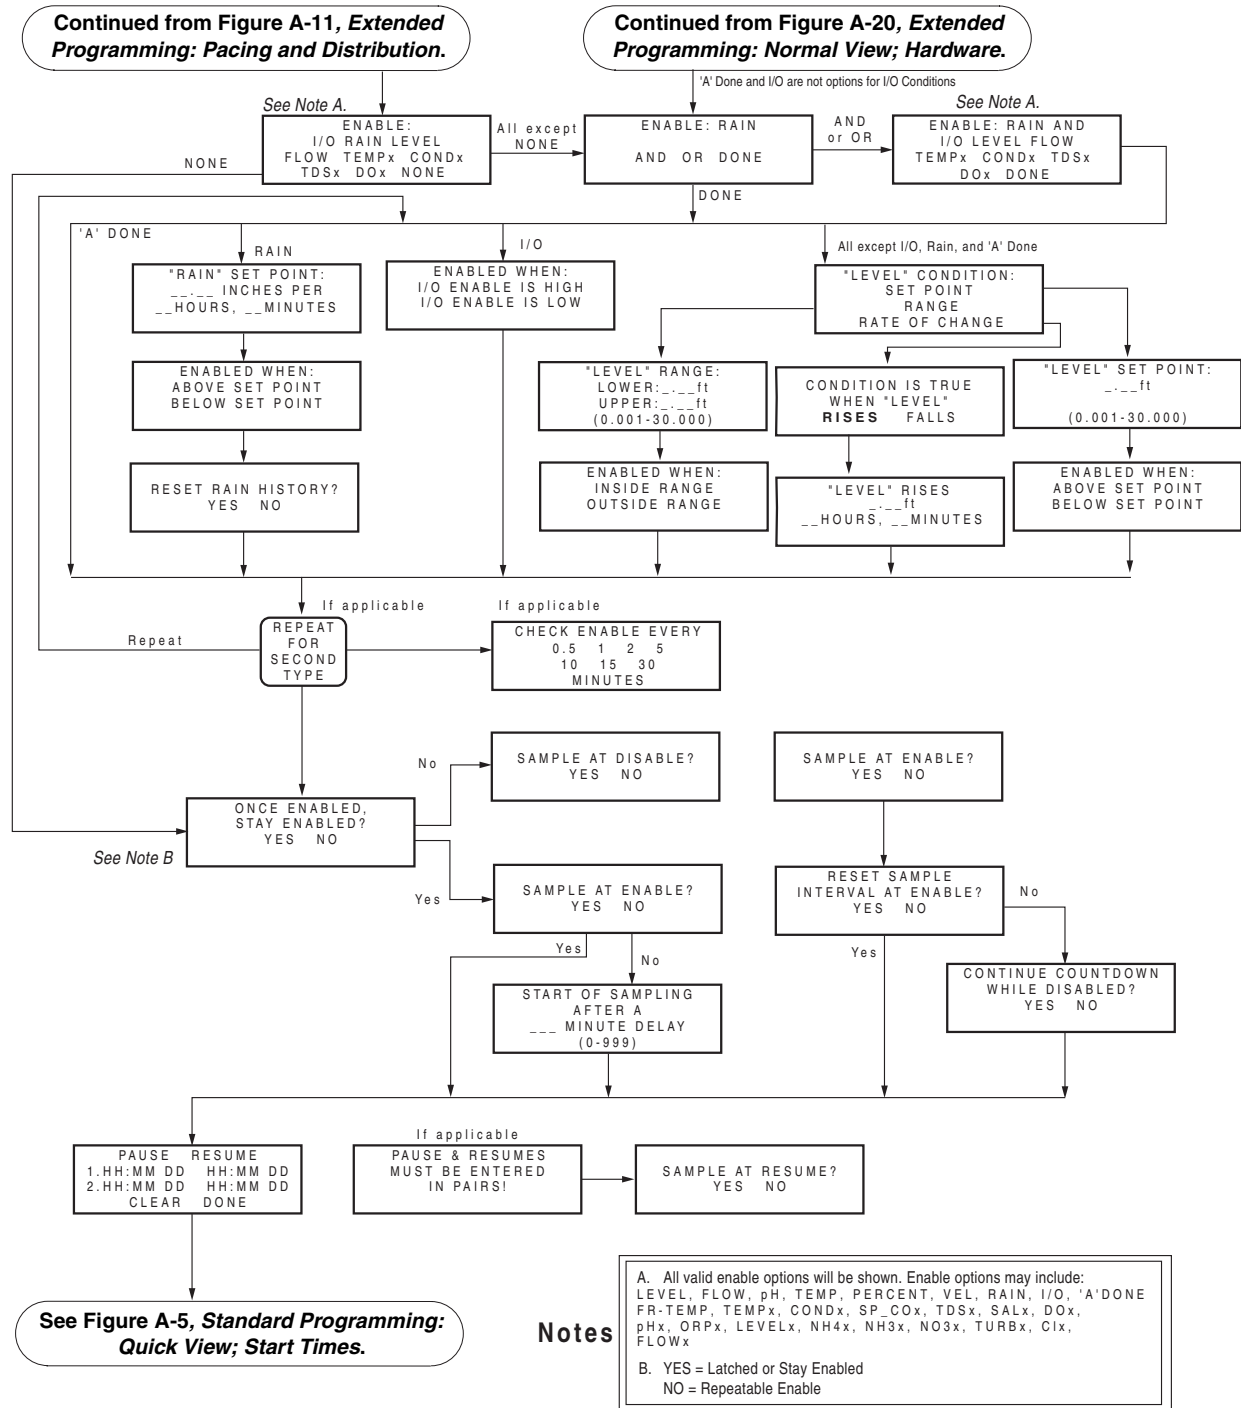 Continued from Figure A-11, Extended
Programming: Pacing and Distribution.
Continued from Figure A-20, Extended
Programming: Normal View; Hardware.
'A' Done and I/O are not options for I/O Conditions
See Note A.
ENABLE:
I/O RAIN LEVEL
FLOW TEMPx CONDx
TDSx DOx NONE
NONE
All except
NONE
ENABLE: RAIN
AND OR DONE
AND
or OR
See Note A.
ENABLE: RAIN AND
I/O LEVEL FLOW
TEMPx CONDx TDSx
DOx DONE
DONE
'A' DONE
RAIN
"RAIN" SET POINT:
__.__ INCHES PER
__HOURS, __MINUTES
ENABLED WHEN:
ABOVE SET POINT
BELOW SET POINT
RESET RAIN HISTORY?
YES NO
I/O
ENABLED WHEN:
I/O ENABLE IS HIGH
I/O ENABLE IS LOW
All except I/O, Rain, and 'A' Done
"LEVEL" CONDITION:
SET POINT
RANGE
RATE OF CHANGE
"LEVEL" RANGE:
LOWER:_.__ft
UPPER:_.__ft
(0.001-30.000)
ENABLED WHEN:
INSIDE RANGE
OUTSIDE RANGE
CONDITION IS TRUE
WHEN "LEVEL"
RISES FALLS
"LEVEL" RISES
_.__ft
__HOURS, __MINUTES
"LEVEL" SET POINT:
_.__ft
(0.001-30.000)
ENABLED WHEN:
ABOVE SET POINT
BELOW SET POINT
If applicable
Repeat
REPEAT
FOR
SECOND
TYPE
If applicable
CHECK ENABLE EVERY
0.5 1 2 5
10 15 30
MINUTES
ONCE ENABLED,
STAY ENABLED?
YES NO
See Note B
No
SAMPLE AT DISABLE?
YES NO
SAMPLE AT ENABLE?
YES NO
Yes
SAMPLE AT ENABLE?
YES NO
RESET SAMPLE
INTERVAL AT ENABLE?
YES NO
No
Yes
No
Yes
START OF SAMPLING
AFTER A
___ MINUTE DELAY
(0-999)
CONTINUE COUNTDOWN
WHILE DISABLED?
YES NO
PAUSE RESUME
1.HH:MM DD HH:MM DD
2.HH:MM DD HH:MM DD
CLEAR DONE
If applicable
PAUSE & RESUMES
MUST BE ENTERED
IN PAIRS!
SAMPLE AT RESUME?
YES NO
See Figure A-5, Standard Programming:
Quick View; Start Times.
Notes
A. All valid enable options will be shown. Enable options may include:
LEVEL, FLOW, pH, TEMP, PERCENT, VEL, RAIN, I/O, 'A'DONE
FR-TEMP, TEMPx, CONDx, SP_COx, TDSx, SALx, DOx,
pHx, ORPx, LEVELx, NH4x, NH3x, NO3x, TURBx, Clx,
FLOWx
B. YES = Latched or Stay Enabled
NO = Repeatable Enable